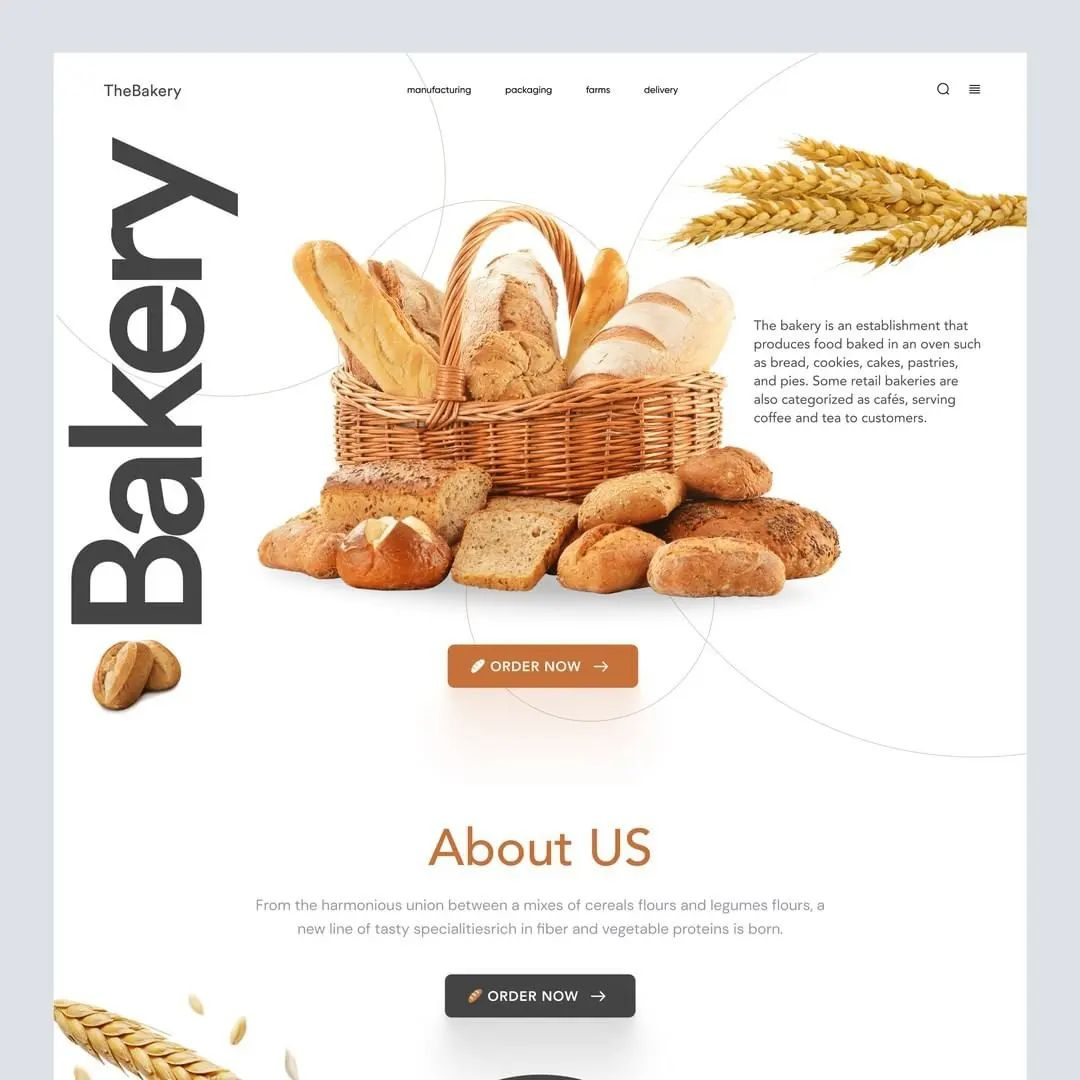 TheBakery
manufacturing packaging farms delivery
Bakery
The bakery is an establishment that
produces food baked in an oven such
as bread, cookies, cakes, pastries,
and pies. Some retail bakeries are
also categorized as cafés, serving
coffee and tea to customers.
ORDER NOW
About US
From the harmonious union between a mixes of cereals flours and legumes flours, a
new line of tasty specialitiesrich in fiber and vegetable proteins is born.
ORDER NOW